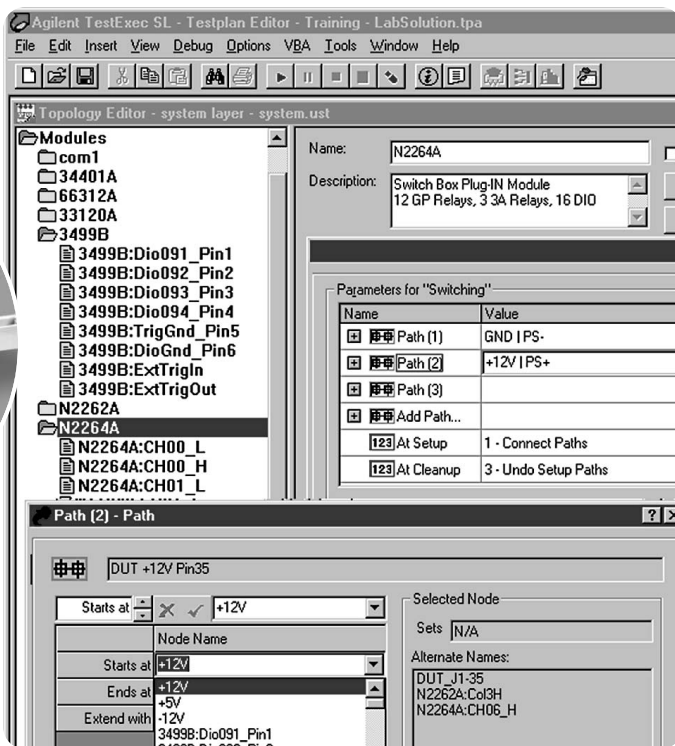 Agilent TestExec SL - Testplan Editor - Training - LabSolution.tpa
File Edit Insert View Debug Options VBA Tools Window Help
Topology Editor - system layer - system.ust
Modules
com1
34401A
66312A
33120A
3499B
3499B:Dio091_Pin1
3499B:Dio092_Pin2
3499B:Dio093_Pin3
3499B:Dio094_Pin4
3499B:TrigGnd_Pin5
3499B:DioGnd_Pin6
3499B:ExtTrigIn
3499B:ExtTrigOut
N2262A
N2264A
N2264A:CH00_L
N2264A:CH00_H
N2264A:CH01_L
Name: N2264A
Description: Switch Box Plug-IN Module
12 GP Relays, 3 3A Relays, 16 DIO
Parameters for "Switching"
Name Value
Path (1) GND | PS-
Path (2) +12V | PS+
Path (3)
Add Path...
123 At Setup 1 - Connect Paths
123 At Cleanup 3 - Undo Setup Paths
Path (2) - Path
DUT +12V Pin35
Starts at +12V
Node Name
Starts at +12V
Ends at +12V
+5V
Extend with -12V
3499B:Dio091_Pin1
Selected Node
Sets N/A
Alternate Names:
DUT_J1-35
N2262A:Col3H
N2264A:CH06_H